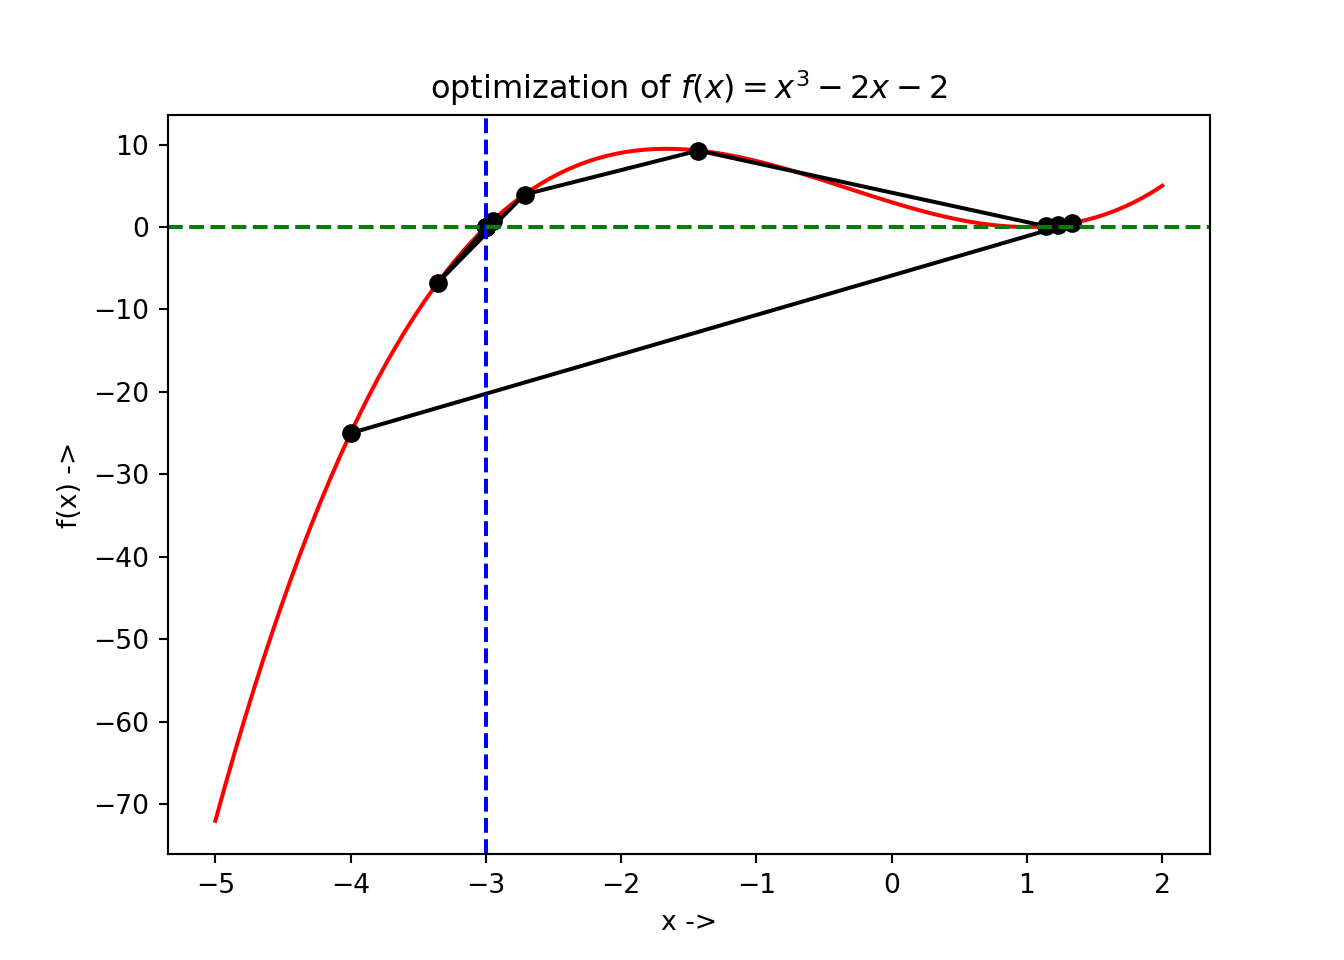 optimization of f(x) = x³ − 2x − 2
10
0
−10
−20
−30
−40
−50
−60
−70
f(x) ->
−5 −4 −3 −2 −1 0 1 2
x ->